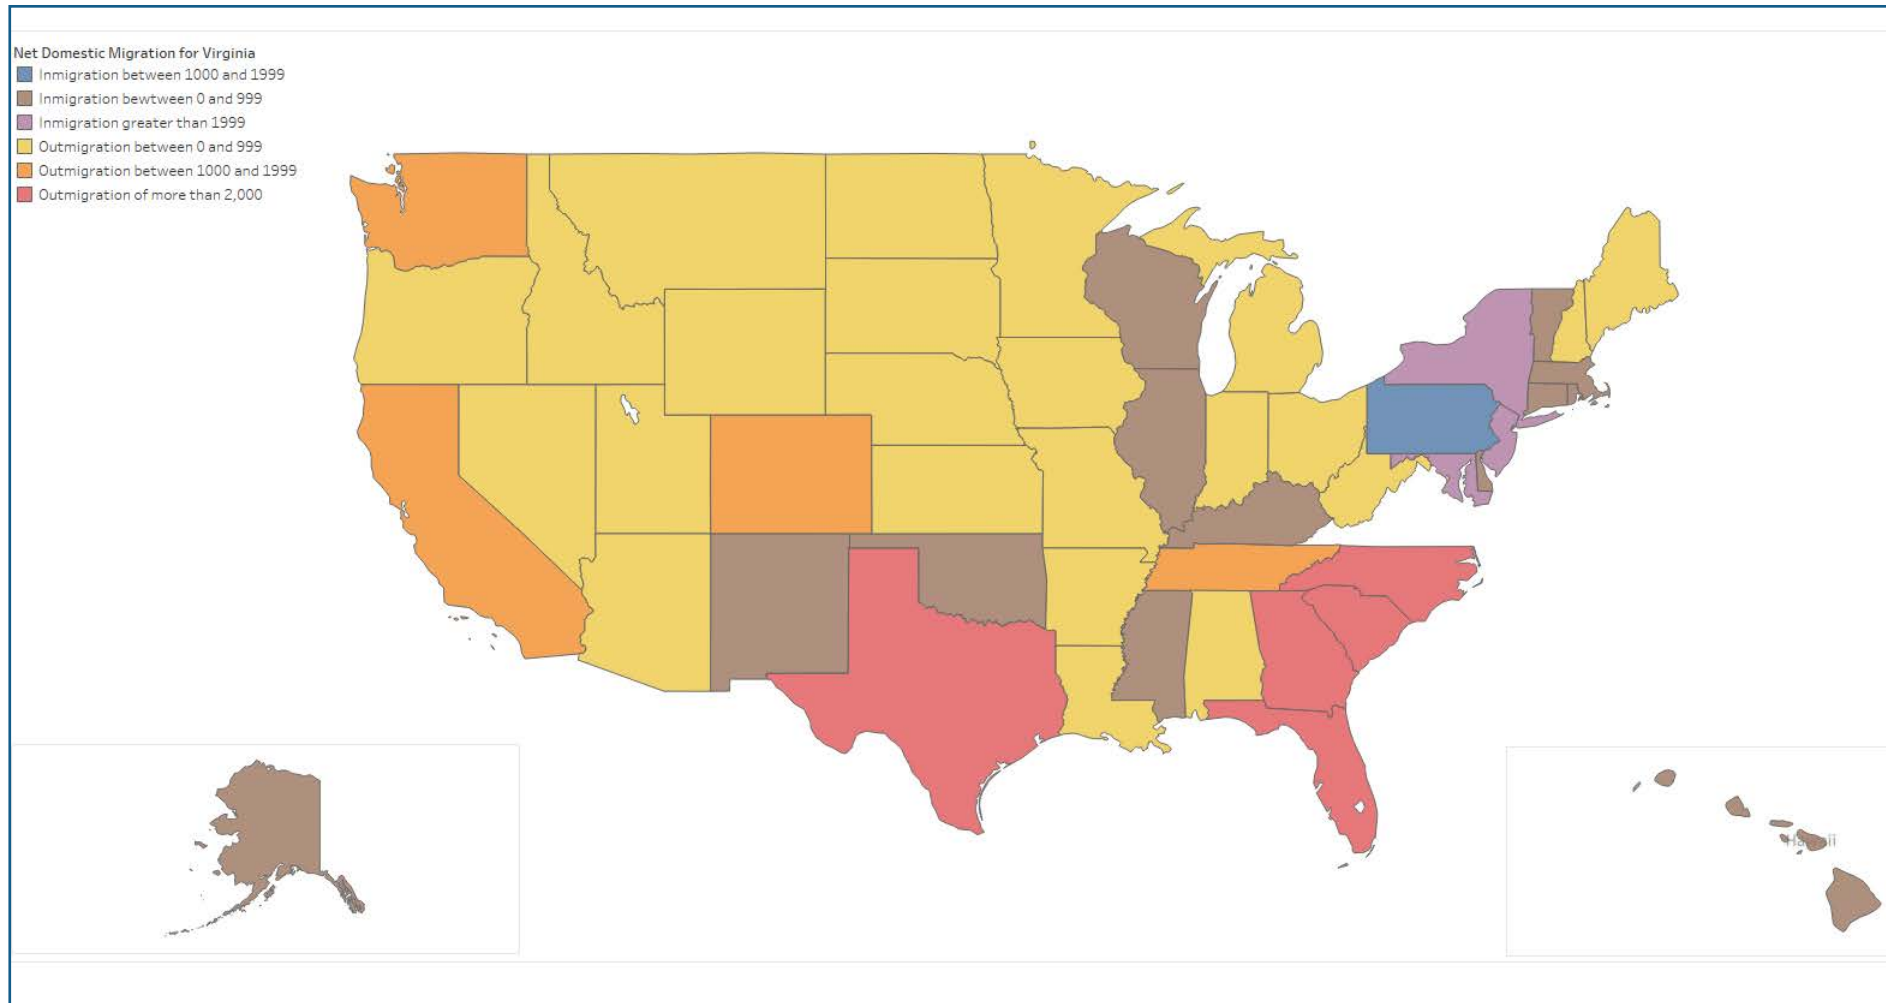 Net Domestic Migration for Virginia
Inmigration between 1000 and 1999
Inmigration bewtween 0 and 999
Inmigration greater than 1999
Outmigration between 0 and 999
Outmigration between 1000 and 1999
Outmigration of more than 2,000
Hawaii